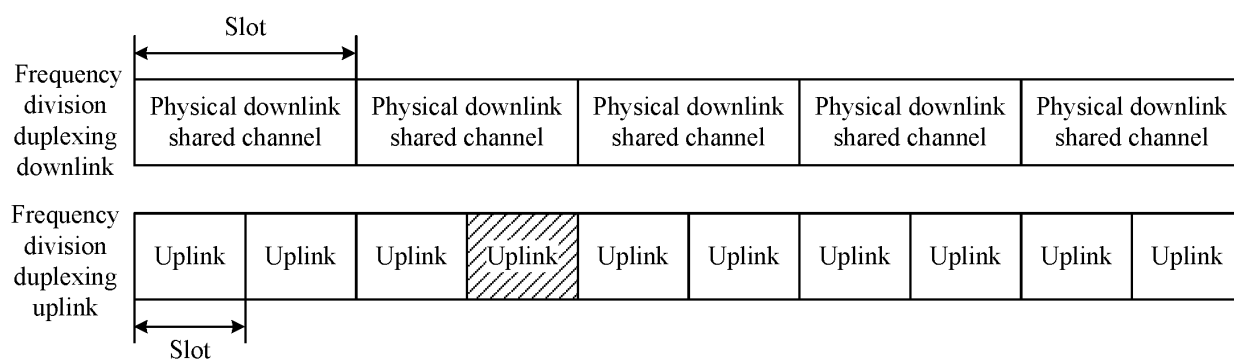 Slot
Frequency
division
duplexing
downlink
Physical downlink
shared channel
Physical downlink
shared channel
Physical downlink
shared channel
Physical downlink
shared channel
Physical downlink
shared channel
Frequency
division
duplexing
uplink
Uplink
Uplink
Uplink
Uplink
Uplink
Uplink
Uplink
Uplink
Uplink
Uplink
Slot